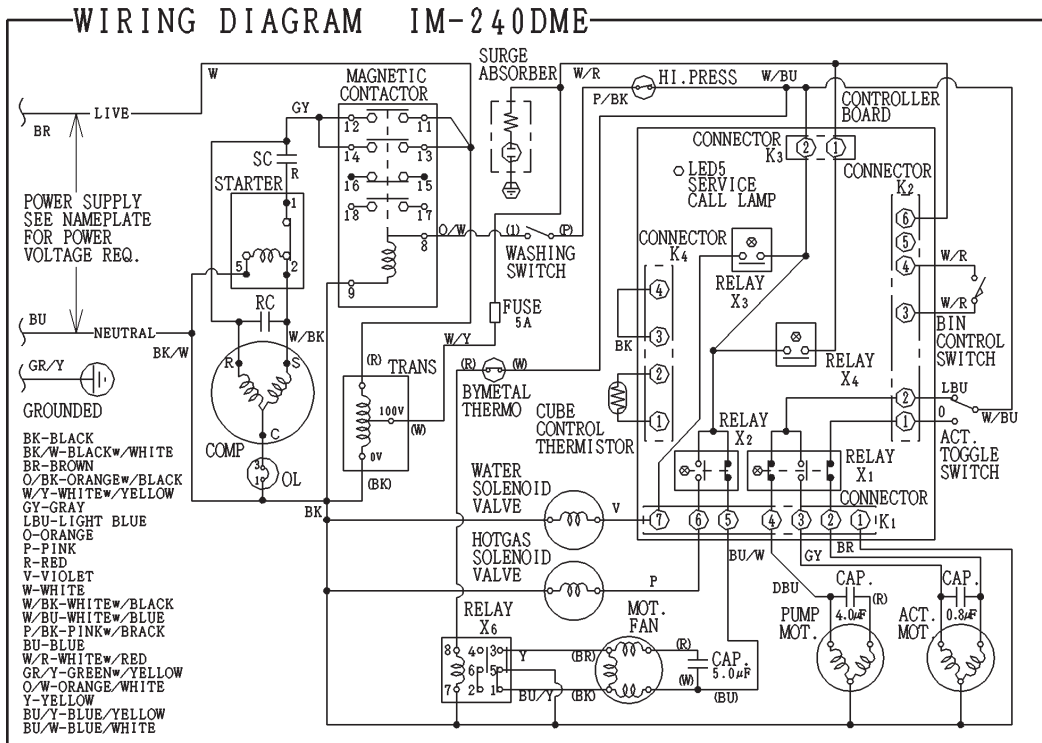 WIRING DIAGRAM IM-240DME
SURGE
ABSORBER
W
MAGNETIC
CONTACTOR
W/R
P/BK
HI.PRESS
W/BU
CONTROLLER
BOARD
LIVE
BR
GY
12 11
14 13
16 15
18 17
8
9
SC
R
STARTER
1
5 2
POWER SUPPLY
SEE NAMEPLATE
FOR POWER
VOLTAGE REQ.
O/W
(1) (P)
WASHING
SWITCH
CONNECTOR
K3
2 1
LED5
SERVICE
CALL LAMP
CONNECTOR
K2
6
5
4
3
2
1
W/R
W/R
BIN
CONTROL
SWITCH
LBU
O
W/BU
ACT.
TOGGLE
SWITCH
CONNECTOR
K4
4
3
2
1
BK
RELAY
X3
RELAY
X4
RC
W/BK
FUSE
5A
BU
NEUTRAL
BK/W
GR/Y
GROUNDED
R S
C
COMP
3
1
OL
(R)
TRANS
100V
(W)
0V
(BK)
W/Y
(R) (W)
BYMETAL
THERMO
CUBE
CONTROL
THERMISTOR
RELAY
X2
RELAY
X1
CONNECTOR
K1
7 6 5 4 3 2 1
BK-BLACK
BK/W-BLACKw/WHITE
BR-BROWN
O/BK-ORANGEw/BLACK
W/Y-WHITEw/YELLOW
GY-GRAY
LBU-LIGHT BLUE
O-ORANGE
P-PINK
R-RED
V-VIOLET
W-WHITE
W/BK-WHITEw/BLACK
W/BU-WHITEw/BLUE
P/BK-PINKw/BRACK
BU-BLUE
W/R-WHITEw/RED
GR/Y-GREENw/YELLOW
O/W-ORANGE/WHITE
Y-YELLOW
BU/Y-BLUE/YELLOW
BU/W-BLUE/WHITE
BK
WATER
SOLENOID
VALVE
V
HOTGAS
SOLENOID
VALVE
P
BU/W
DBU
GY
BR
RELAY
X6
8 4 3
6 5
7 2 1
Y
BU/Y
(BR)
(BK)
MOT.
FAN
(R)
(W)
CAP.
5.0μF
(BU)
CAP.
4.0μF
(R)
PUMP
MOT.
CAP.
0.8μF
ACT.
MOT.